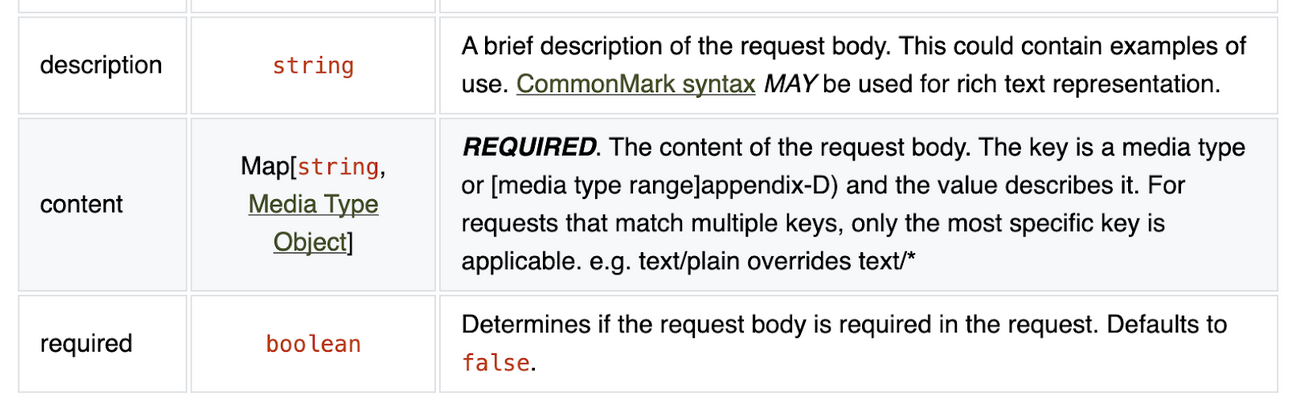 description
string
A brief description of the request body. This could contain examples of
use. CommonMark syntax MAY be used for rich text representation.
content
Map[string,
Media Type
Object]
REQUIRED. The content of the request body. The key is a media type
or [media type range]appendix-D) and the value describes it. For
requests that match multiple keys, only the most specific key is
applicable. e.g. text/plain overrides text/*
required
boolean
Determines if the request body is required in the request. Defaults to
false.